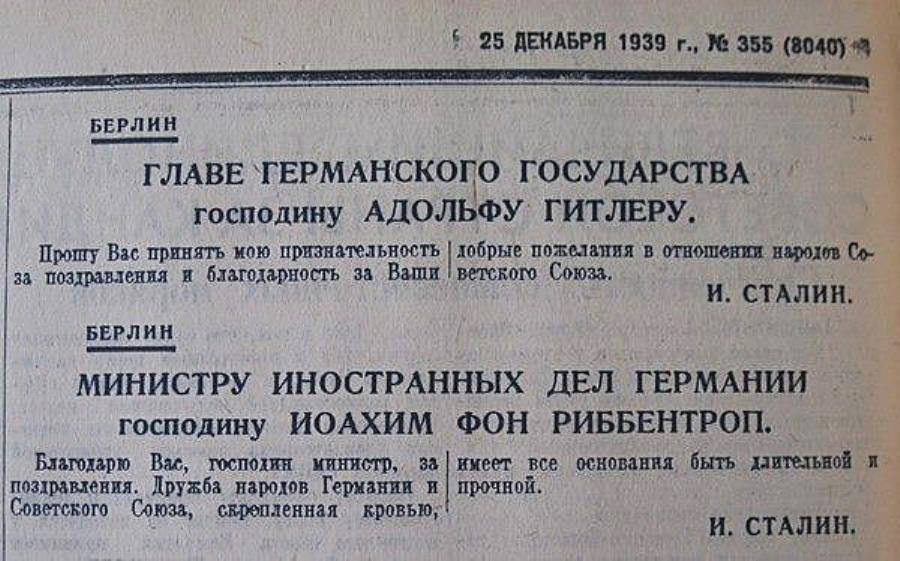 25 ДЕКАБРЯ 1939 г., № 355 (8040)
БЕРЛИН
ГЛАВЕ ГЕРМАНСКОГО ГОСУДАРСТВА
господину АДОЛЬФУ ГИТЛЕРУ.
Прошу Вас принять мою признательность
за поздравления и благодарность за Ваши
добрые пожелания в отношении народов Со-
ветского Союза.
И. СТАЛИН.
БЕРЛИН
МИНИСТРУ ИНОСТРАННЫХ ДЕЛ ГЕРМАНИИ
господину ИОАХИМ ФОН РИББЕНТРОП.
Благодарю Вас, господин министр, за
поздравления. Дружба народов Германии и
Советского Союза, скрепленная кровью,
имеет все основания быть длительной и
прочной.
И. СТАЛИН.